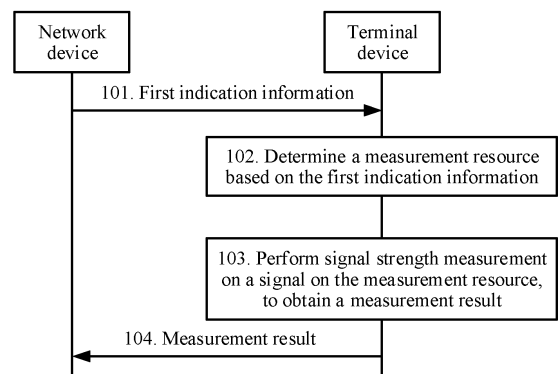 Network
device
Terminal
device
101. First indication information
102. Determine a measurement resource
based on the first indication information
103. Perform signal strength measurement
on a signal on the measurement resource,
to obtain a measurement result
104. Measurement result